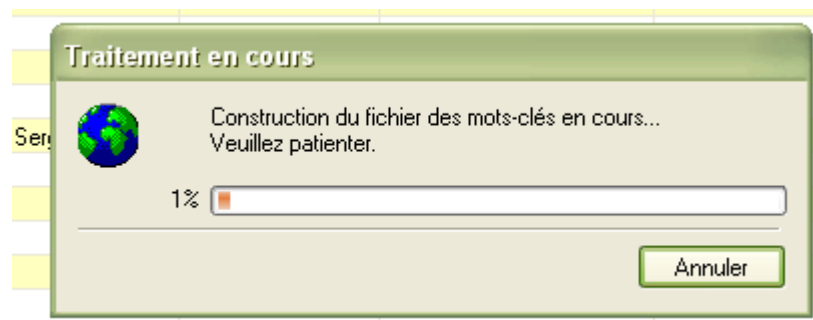 Traitement en cours
Construction du fichier des mots-clés en cours...
Veuillez patienter.
1%
Annuler